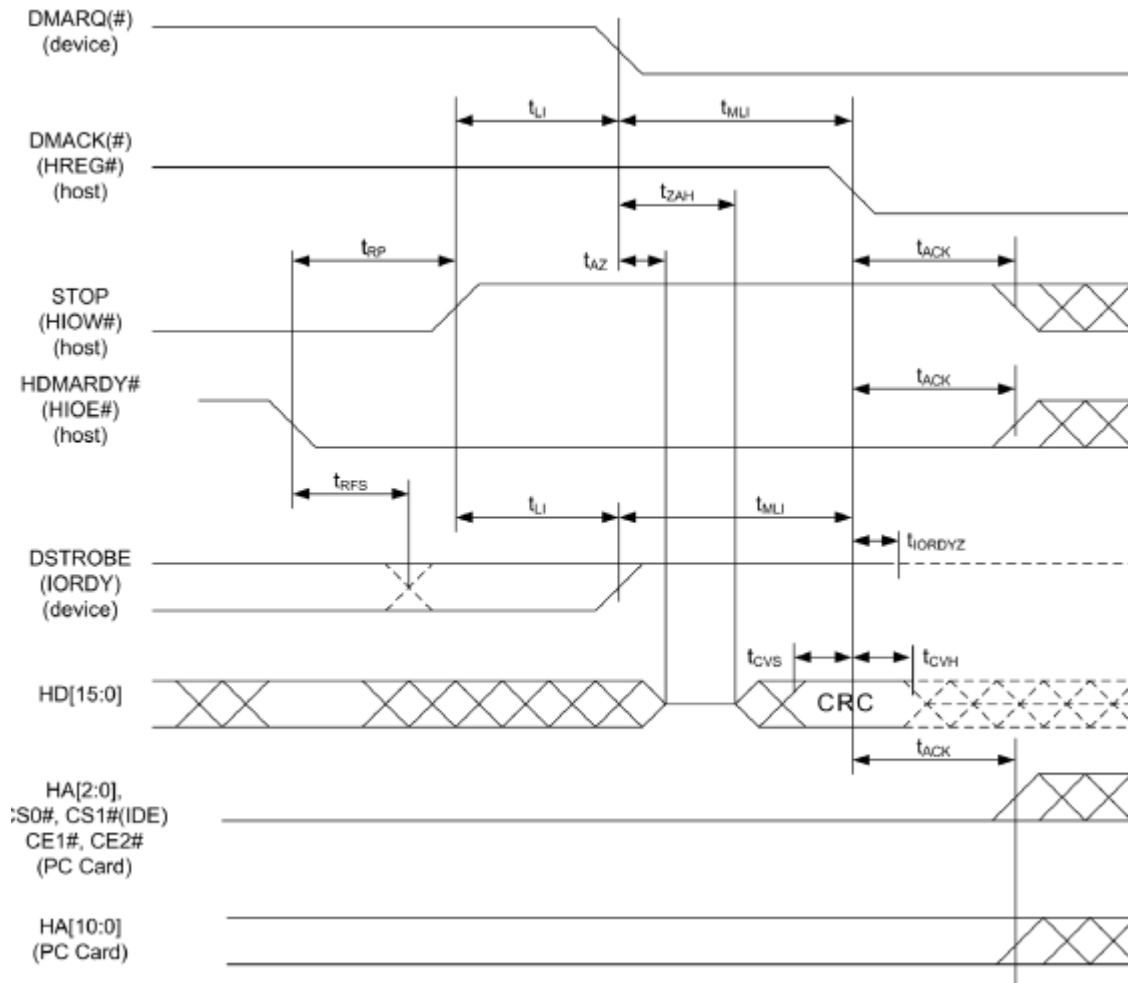 DMARQ(#)
(device)
tLI
tMLI
DMACK(#)
(HREG#)
(host)
tZAH
tRP
tAZ
tACK
STOP
(HIOW#)
(host)
HDMARDY#
(HIOE#)
(host)
tACK
tRFS
tLI
tMLI
tIORDYZ
DSTROBE
(IORDY)
(device)
tCVS
tCVH
HD[15:0]
CRC
tACK
HA[2:0],
CS0#, CS1#(IDE)
CE1#, CE2#
(PC Card)
HA[10:0]
(PC Card)